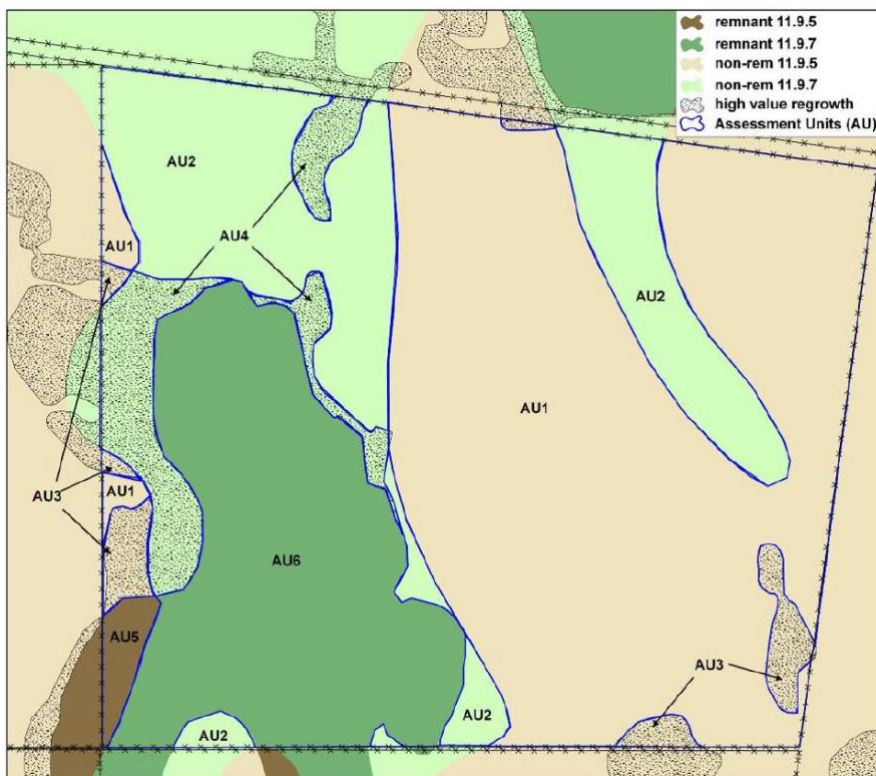 remnant 11.9.5
remnant 11.9.7
non-rem 11.9.5
non-rem 11.9.7
high value regrowth
Assessment Units (AU)
AU2
AU1
AU4
AU2
AU1
AU3
AU1
AU6
AU5
AU3
AU2
AU2